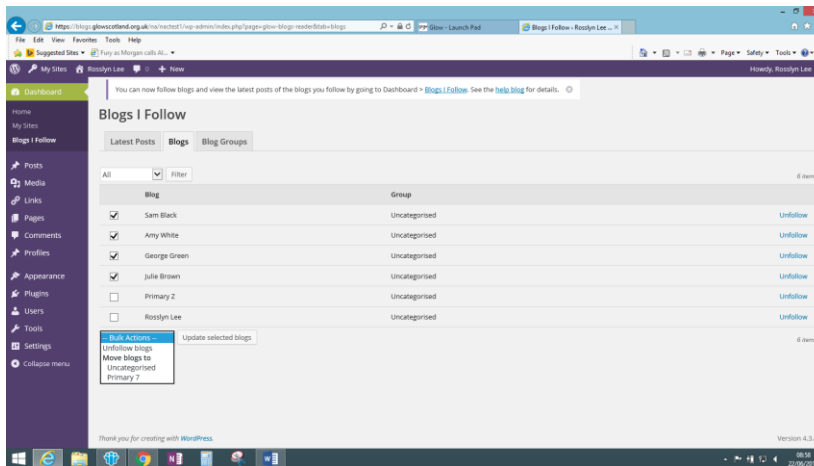 https://blogs.glowscotland.org.uk/na/nectest1/wp-admin/index.php?page=glow-blogs-reader&tab=blogs
Glow - Launch Pad
Blogs I Follow ‹ Rosslyn Lee ...
File Edit View Favorites Tools Help
Suggested Sites
Fury as Morgan calls Al...
Page Safety Tools
My Sites
Rosslyn Lee
0
+ New
Howdy, Rosslyn Lee
Dashboard
You can now follow blogs and view the latest posts of the blogs you follow by going to Dashboard > Blogs I Follow. See the help blog for details.
Home
My Sites
Blogs I Follow
Posts
Media
Links
Pages
Comments
Profiles
Appearance
Plugins
Users
Tools
Settings
Collapse menu
Blogs I Follow
Latest Posts Blogs Blog Groups
All Filter
6 item
Blog Group
Sam Black Uncategorised Unfollow
Amy White Uncategorised Unfollow
George Green Uncategorised Unfollow
Julie Brown Uncategorised Unfollow
Primary Z Uncategorised Unfollow
Rosslyn Lee Uncategorised Unfollow
-- Bulk Actions -- Update selected blogs
6 item
Unfollow blogs
Move blogs to
Uncategorised
Primary 7
Thank you for creating with WordPress.
Version 4.3.
08:58
22/06/20